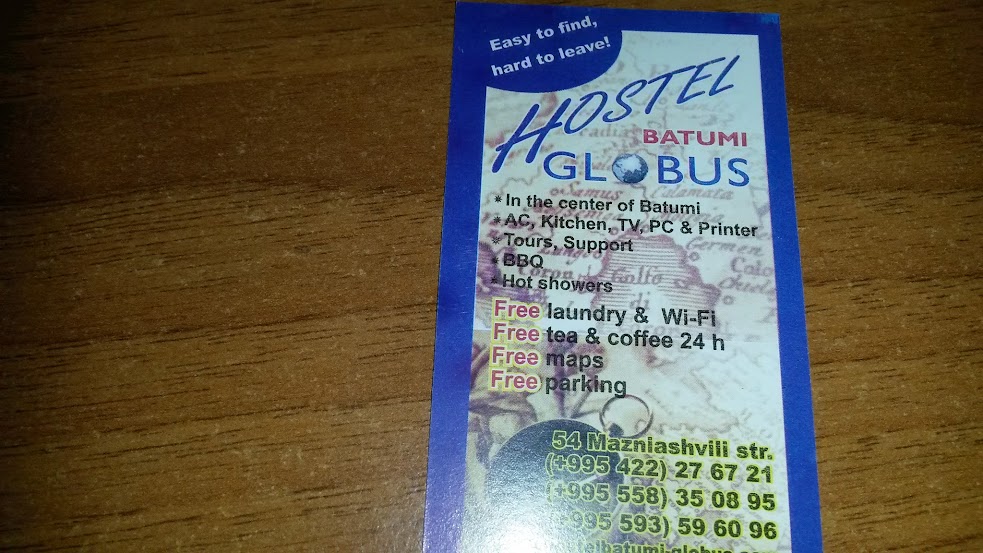 Easy to find,
hard to leave!
HOSTEL
BATUMI
GLOBUS
* In the center of Batumi
* AC, Kitchen, TV, PC & Printer
* Tours, Support
* BBQ
* Hot showers
Free laundry & Wi-Fi
Free tea & coffee 24 h
Free maps
Free parking
54 Mazniashvili str.
(+995 422) 27 67 21
(+995 558) 35 08 95
(+995 593) 59 60 96